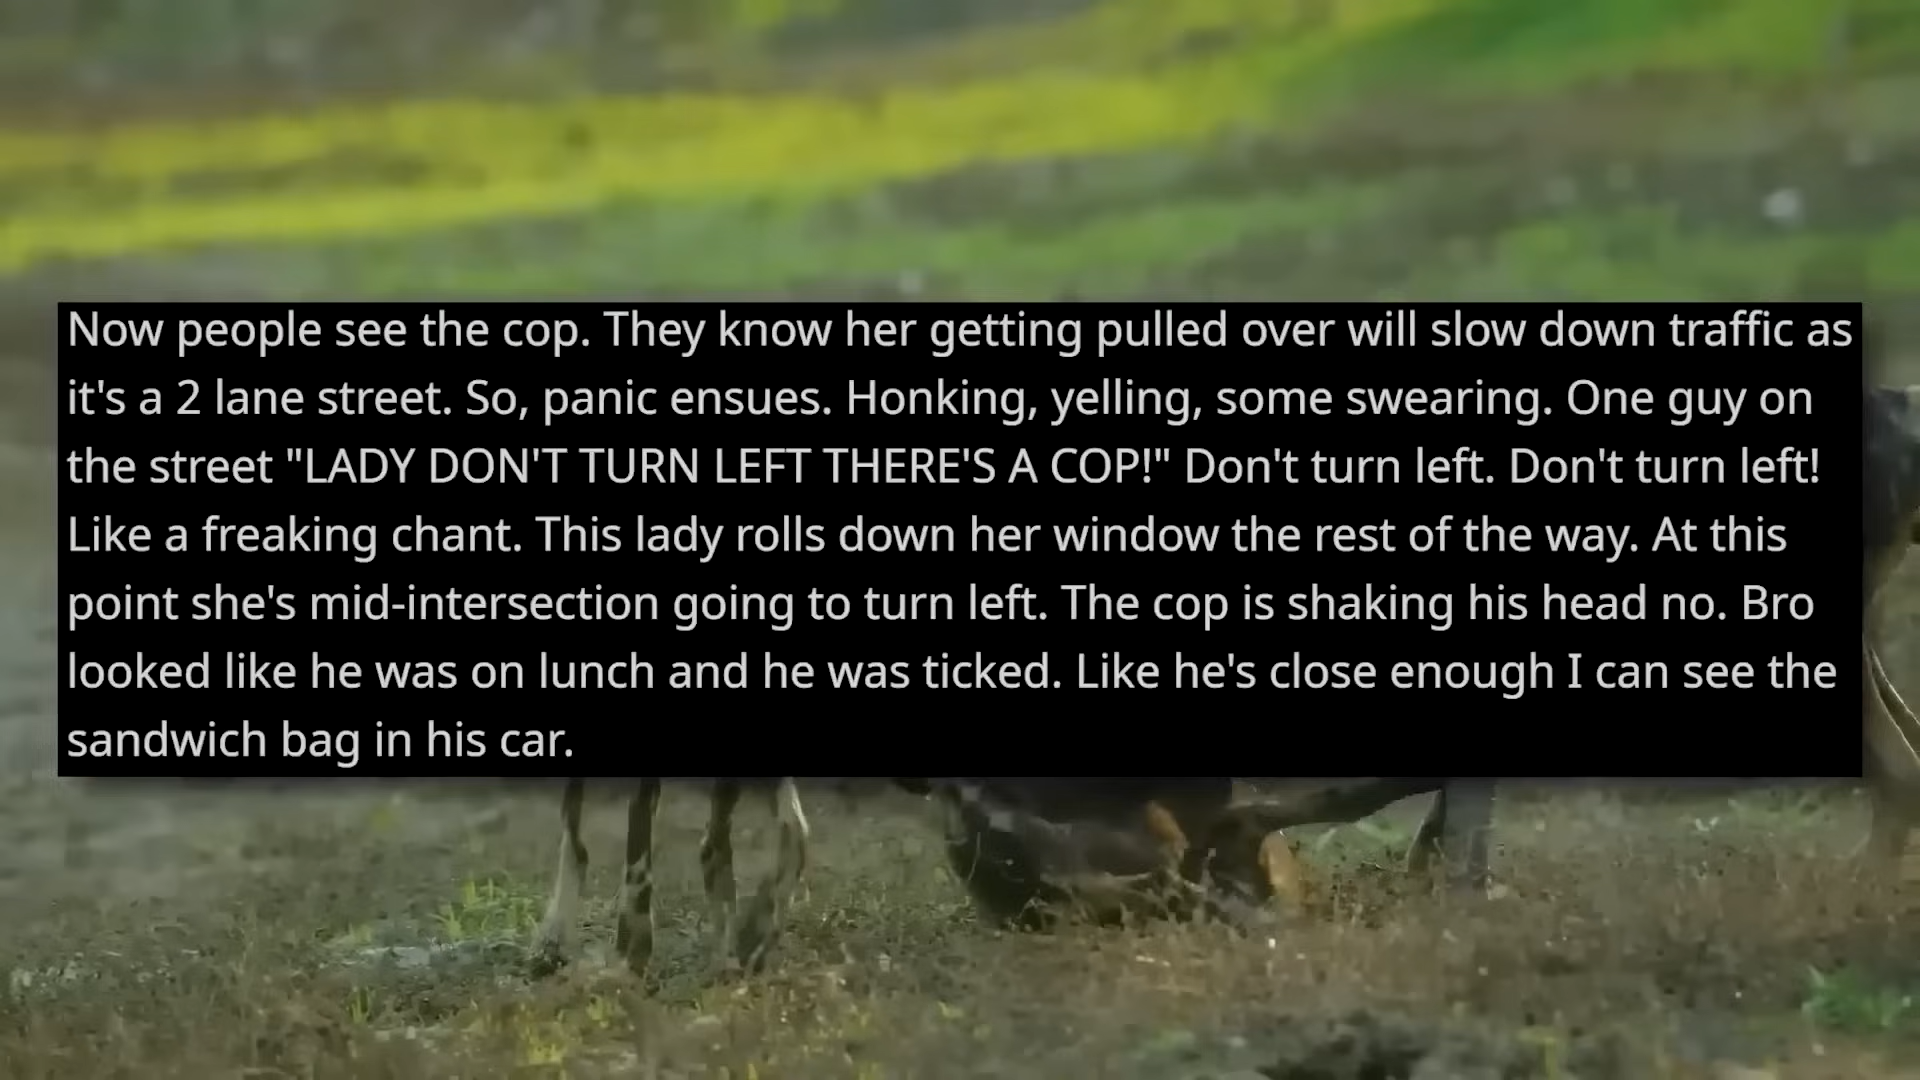 Now people see the cop. They know her getting pulled over will slow down traffic as
it's a 2 lane street. So, panic ensues. Honking, yelling, some swearing. One guy on
the street "LADY DON'T TURN LEFT THERE'S A COP!" Don't turn left. Don't turn left!
Like a freaking chant. This lady rolls down her window the rest of the way. At this
point she's mid-intersection going to turn left. The cop is shaking his head no. Bro
looked like he was on lunch and he was ticked. Like he's close enough I can see the
sandwich bag in his car.